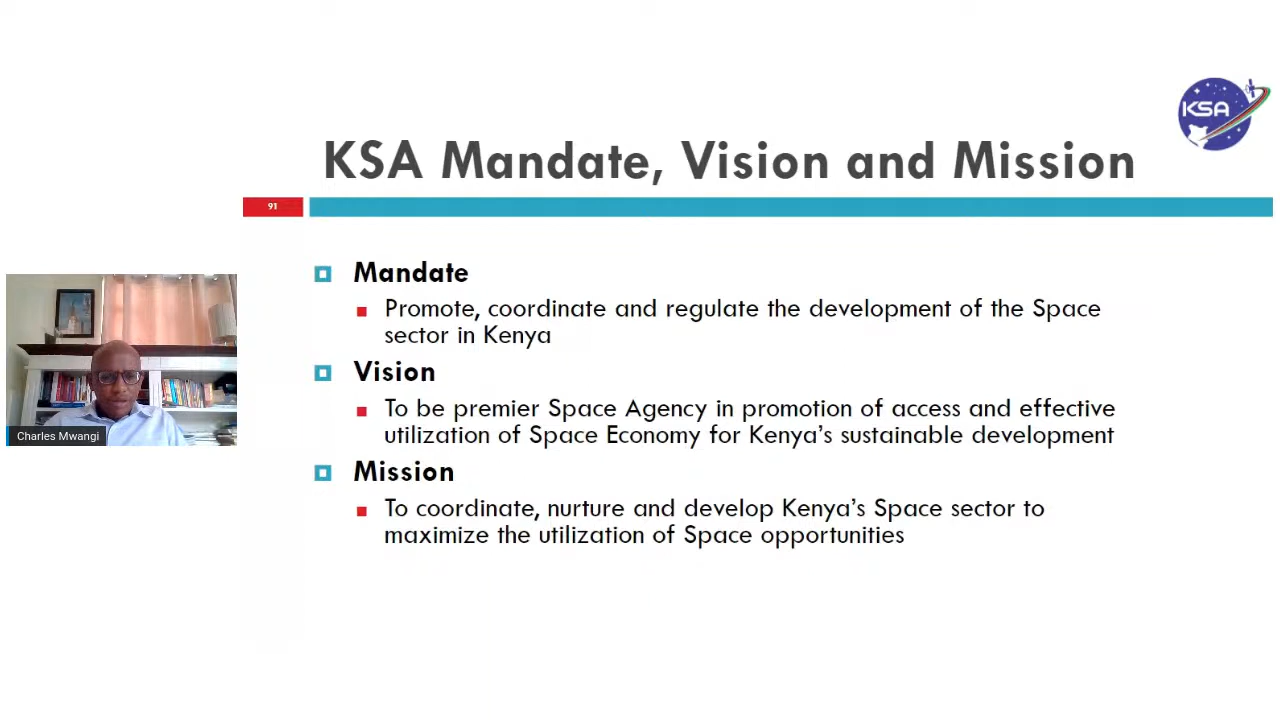 KSA
KSA Mandate, Vision and Mission
91
Mandate
Promote, coordinate and regulate the development of the Space
sector in Kenya
Vision
To be premier Space Agency in promotion of access and effective
utilization of Space Economy for Kenya's sustainable development
Mission
To coordinate, nurture and develop Kenya's Space sector to
maximize the utilization of Space opportunities
Charles Mwangi